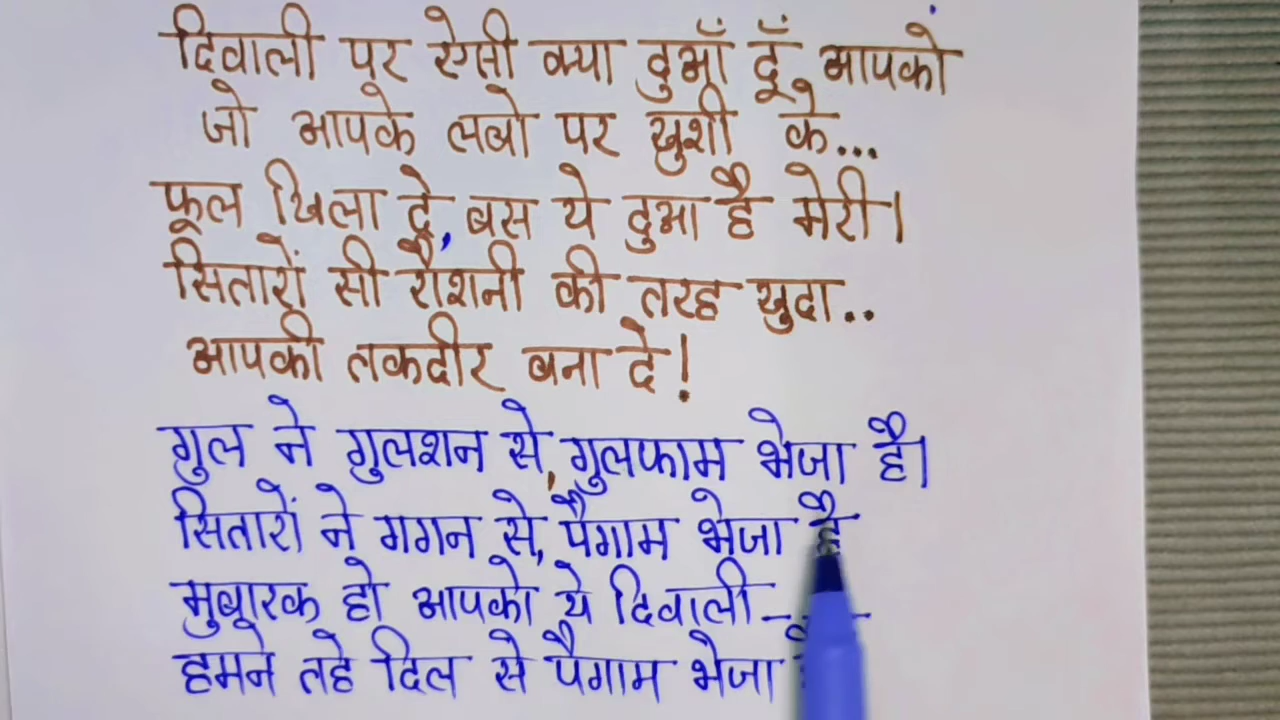 दिवाली पर ऐसी क्या दुआँ दूँ आपको
जो आपके लबो पर खुशी के...
फूल खिला दे, बस ये दुआ है मेरी।
सितारों सी रौशनी की तरह खुदा..
आपकी तकदीर बना दे!
गुल ने गुलशन से, गुलफाम भेजा है।
सितारों ने गगन से, पैगाम भेजा है
मुबारक हो आपको ये दिवाली -
हमने तहे दिल से पैगाम भेजा